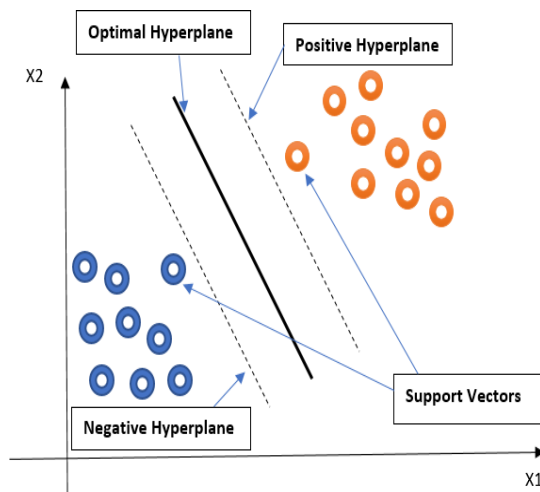 Optimal Hyperplane
Positive Hyperplane
X2
Support Vectors
Negative Hyperplane
X1